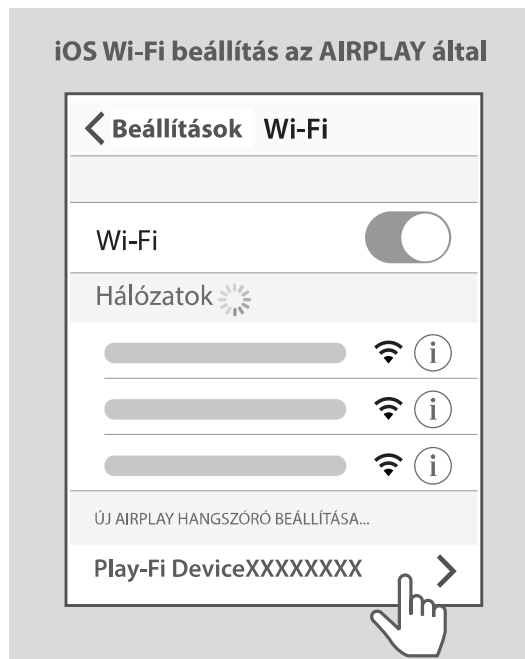 iOS Wi-Fi beállítás az AIRPLAY által
Beállítások Wi-Fi
Wi-Fi
Hálózatok
i
i
i
ÚJ AIRPLAY HANGSZÓRÓ BEÁLLÍTÁSA...
Play-Fi DeviceXXXXXXXX